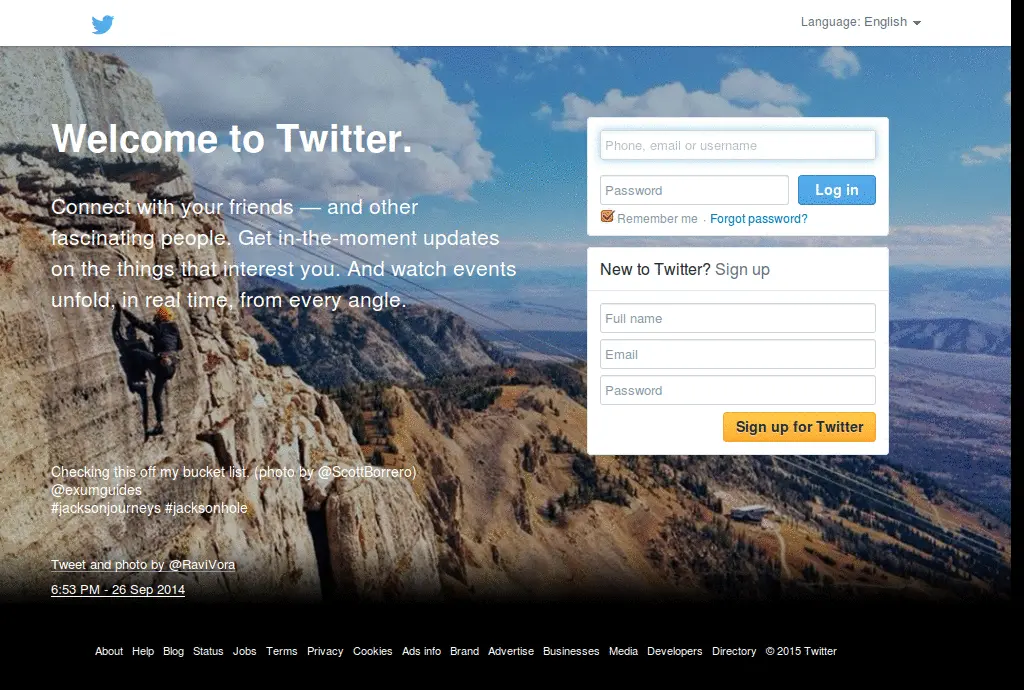 Language: English
Welcome to Twitter.
Connect with your friends — and other
fascinating people. Get in-the-moment updates
on the things that interest you. And watch events
unfold, in real time, from every angle.
Checking this off my bucket list. (photo by @ScottBorrero)
@exumguides
#jacksonjourneys #jacksonhole
Tweet and photo by @RaviVora
6:53 PM - 26 Sep 2014
Phone, email or username
Password
Log in
Remember me · Forgot password?
New to Twitter? Sign up
Full name
Email
Password
Sign up for Twitter
About Help Blog Status Jobs Terms Privacy Cookies Ads info Brand Advertise Businesses Media Developers Directory © 2015 Twitter